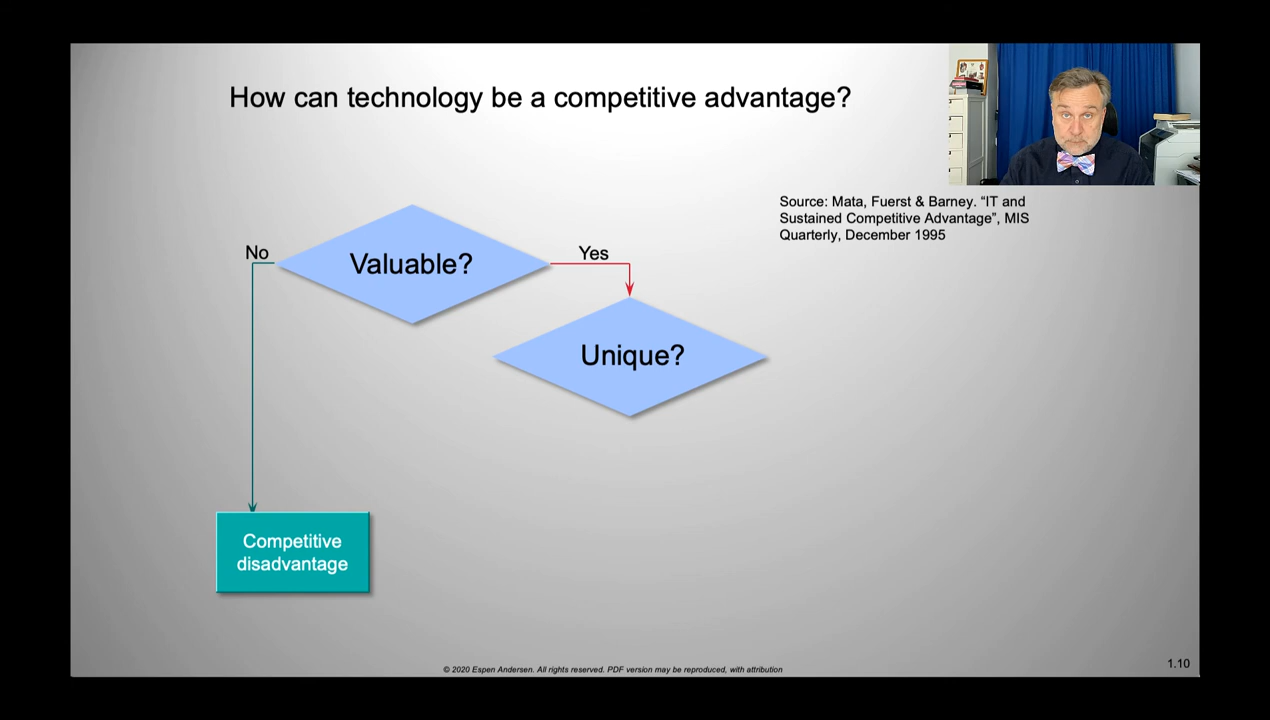 How can technology be a competitive advantage?
Source: Mata, Fuerst & Barney. “IT and
Sustained Competitive Advantage”, MIS
Quarterly, December 1995
No
Valuable?
Yes
Unique?
Competitive
disadvantage
© 2020 Espen Andersen. All rights reserved. PDF version may be reproduced, with attribution
1.10